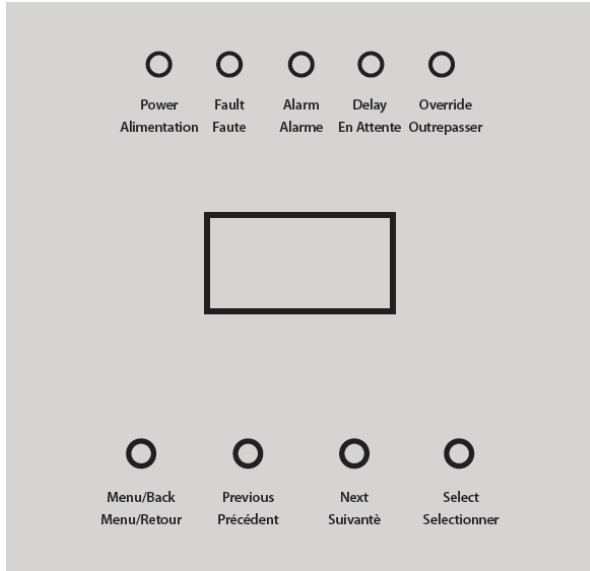 Power Fault Alarm Delay Override
Alimentation Faute Alarme En Attente Outrepasser
Menu/Back Previous Next Select
Menu/Retour Précédent Suivantè Selectionner